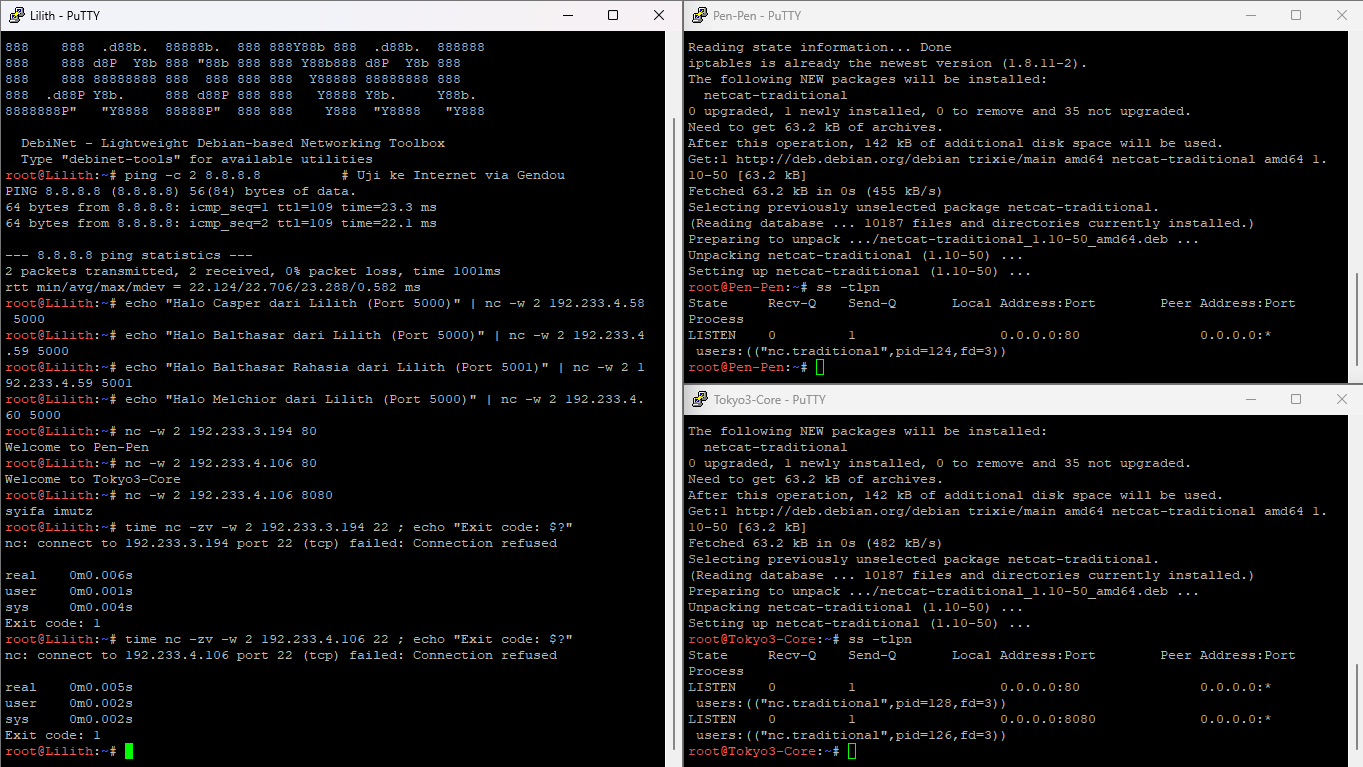 Lilith - PuTTY
888    888  .d88b.  88888b.  888 888Y88b 888  .d88b.  888888
888    888 d8P  Y8b 888 "88b 888 888 Y88b888 d8P  Y8b 888
888    888 88888888 888  888 888 888  Y88888 88888888 888
888  .d88P Y8b.     888 d88P 888 888   Y8888 Y8b.     Y88b.
8888888P"   "Y8888  88888P"  888 888    Y888  "Y8888   "Y888
DebiNet - Lightweight Debian-based Networking Toolbox
Type "debinet-tools" for available utilities
root@Lilith:~# ping -c 2 8.8.8.8          # Uji ke Internet via Gendou
PING 8.8.8.8 (8.8.8.8) 56(84) bytes of data.
64 bytes from 8.8.8.8: icmp_seq=1 ttl=109 time=23.3 ms
64 bytes from 8.8.8.8: icmp_seq=2 ttl=109 time=22.1 ms
--- 8.8.8.8 ping statistics ---
2 packets transmitted, 2 received, 0% packet loss, time 1001ms
rtt min/avg/max/mdev = 22.124/22.706/23.288/0.582 ms
root@Lilith:~# echo "Halo Casper dari Lilith (Port 5000)" | nc -w 2 192.233.4.58
5000
root@Lilith:~# echo "Halo Balthasar dari Lilith (Port 5000)" | nc -w 2 192.233.4
.59 5000
root@Lilith:~# echo "Halo Balthasar Rahasia dari Lilith (Port 5001)" | nc -w 2 1
92.233.4.59 5001
root@Lilith:~# echo "Halo Melchior dari Lilith (Port 5000)" | nc -w 2 192.233.4.
60 5000
root@Lilith:~# nc -w 2 192.233.3.194 80
Welcome to Pen-Pen
root@Lilith:~# nc -w 2 192.233.4.106 80
Welcome to Tokyo3-Core
root@Lilith:~# nc -w 2 192.233.4.106 8080
syifa imutz
root@Lilith:~# time nc -zv -w 2 192.233.3.194 22 ; echo "Exit code: $?"
nc: connect to 192.233.3.194 port 22 (tcp) failed: Connection refused
real    0m0.006s
user    0m0.001s
sys     0m0.004s
Exit code: 1
root@Lilith:~# time nc -zv -w 2 192.233.4.106 22 ; echo "Exit code: $?"
nc: connect to 192.233.4.106 port 22 (tcp) failed: Connection refused
real    0m0.005s
user    0m0.002s
sys     0m0.002s
Exit code: 1
root@Lilith:~#
Pen-Pen - PuTTY
Reading state information... Done
iptables is already the newest version (1.8.11-2).
The following NEW packages will be installed:
netcat-traditional
0 upgraded, 1 newly installed, 0 to remove and 35 not upgraded.
Need to get 63.2 kB of archives.
After this operation, 142 kB of additional disk space will be used.
Get:1 http://deb.debian.org/debian trixie/main amd64 netcat-traditional amd64 1.
10-50 [63.2 kB]
Fetched 63.2 kB in 0s (455 kB/s)
Selecting previously unselected package netcat-traditional.
(Reading database ... 10187 files and directories currently installed.)
Preparing to unpack .../netcat-traditional_1.10-50_amd64.deb ...
Unpacking netcat-traditional (1.10-50) ...
Setting up netcat-traditional (1.10-50) ...
root@Pen-Pen:~# ss -tlpn
State     Recv-Q    Send-Q       Local Address:Port        Peer Address:Port
Process
LISTEN    0         1                  0.0.0.0:80               0.0.0.0:*
users:(("nc.traditional",pid=124,fd=3))
root@Pen-Pen:~#
Tokyo3-Core - PuTTY
The following NEW packages will be installed:
netcat-traditional
0 upgraded, 1 newly installed, 0 to remove and 35 not upgraded.
Need to get 63.2 kB of archives.
After this operation, 142 kB of additional disk space will be used.
Get:1 http://deb.debian.org/debian trixie/main amd64 netcat-traditional amd64 1.
10-50 [63.2 kB]
Fetched 63.2 kB in 0s (482 kB/s)
Selecting previously unselected package netcat-traditional.
(Reading database ... 10187 files and directories currently installed.)
Preparing to unpack .../netcat-traditional_1.10-50_amd64.deb ...
Unpacking netcat-traditional (1.10-50) ...
Setting up netcat-traditional (1.10-50) ...
root@Tokyo3-Core:~# ss -tlpn
State     Recv-Q    Send-Q       Local Address:Port        Peer Address:Port
Process
LISTEN    0         1                  0.0.0.0:80               0.0.0.0:*
users:(("nc.traditional",pid=128,fd=3))
LISTEN    0         1                  0.0.0.0:8080             0.0.0.0:*
users:(("nc.traditional",pid=126,fd=3))
root@Tokyo3-Core:~#